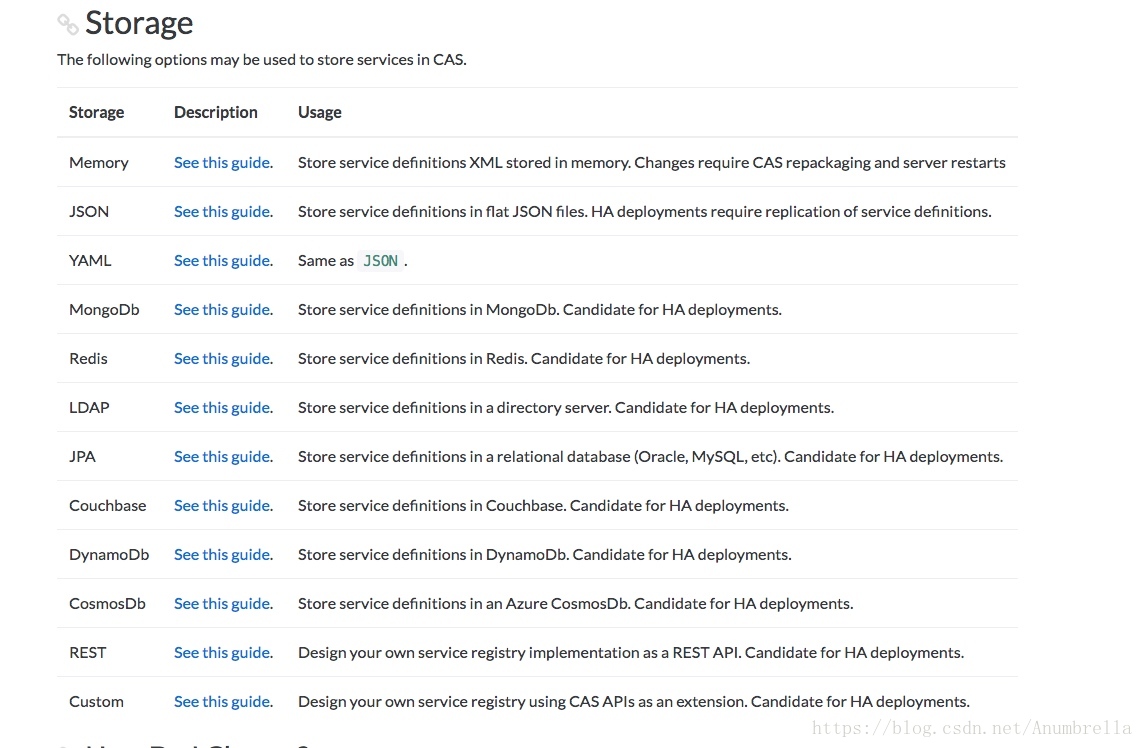 Storage
The following options may be used to store services in CAS.
Storage Description Usage
Memory See this guide. Store service definitions XML stored in memory. Changes require CAS repackaging and server restarts
JSON See this guide. Store service definitions in flat JSON files. HA deployments require replication of service definitions.
YAML See this guide. Same as JSON .
MongoDb See this guide. Store service definitions in MongoDb. Candidate for HA deployments.
Redis See this guide. Store service definitions in Redis. Candidate for HA deployments.
LDAP See this guide. Store service definitions in a directory server. Candidate for HA deployments.
JPA See this guide. Store service definitions in a relational database (Oracle, MySQL, etc). Candidate for HA deployments.
Couchbase See this guide. Store service definitions in Couchbase. Candidate for HA deployments.
DynamoDb See this guide. Store service definitions in DynamoDb. Candidate for HA deployments.
CosmosDb See this guide. Store service definitions in an Azure CosmosDb. Candidate for HA deployments.
REST See this guide. Design your own service registry implementation as a REST API. Candidate for HA deployments.
Custom See this guide. Design your own service registry using CAS APIs as an extension. Candidate for HA deployments.
https://blog.csdn.net/Anumbrella